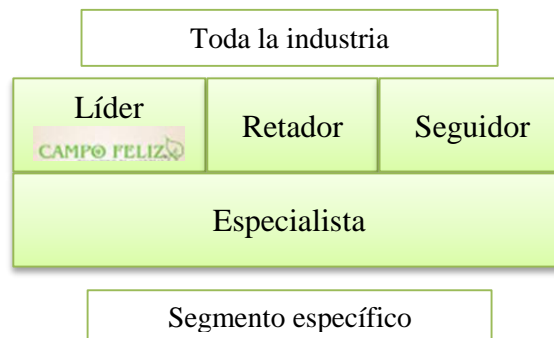 Toda la industria
Líder
CAMPO FELIZ
Retador
Seguidor
Especialista
Segmento específico